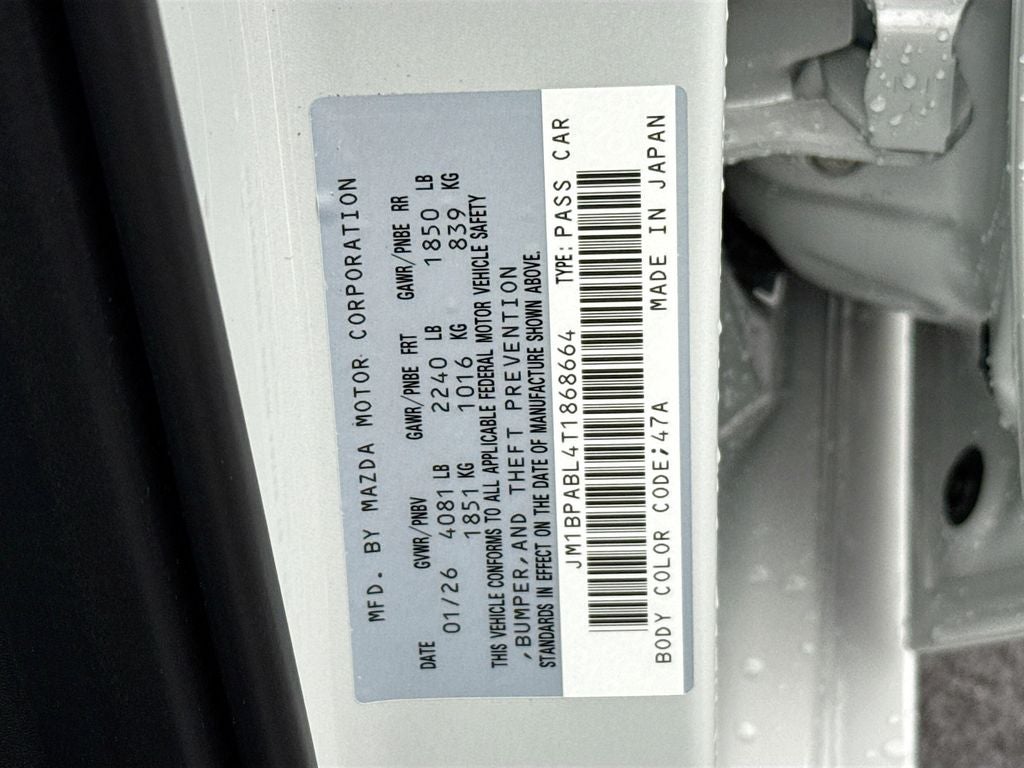 MFD. BY MAZDA MOTOR CORPORATION
DATE GVWR/PNBV GAWR/PNBE FRT GAWR/PNBE RR
01/26 4081 LB 2240 LB 1850 LB
1851 KG 1016 KG 839 KG
THIS VEHICLE CONFORMS TO ALL APPLICABLE FEDERAL MOTOR VEHICLE SAFETY
,BUMPER,AND THEFT PREVENTION
STANDARDS IN EFFECT ON THE DATE OF MANUFACTURE SHOWN ABOVE.
JM1BPABL4T1868664 TYPE: PASS CAR
BODY COLOR CODE;47A MADE IN JAPAN